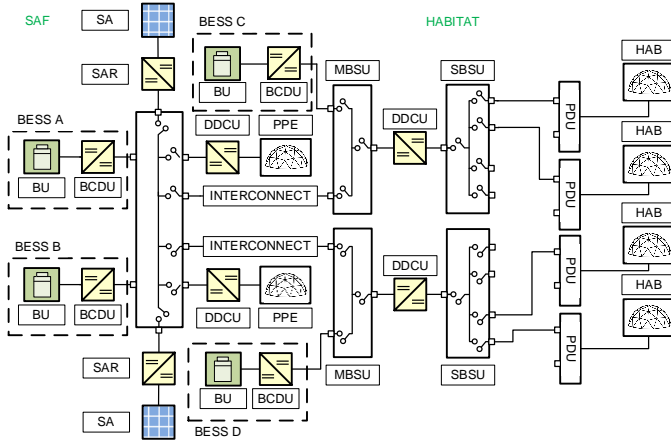 SAF
SA
BESS C
HABITAT
HAB
SAR
BU
BCDU
MBSU
SBSU
PDU
BESS A
DDCU
PPE
DDCU
HAB
BU
BCDU
INTERCONNECT
PDU
HAB
BESS B
INTERCONNECT
DDCU
PDU
HAB
BU
BCDU
DDCU
PPE
PDU
SAR
BU
BCDU
MBSU
SBSU
SA
BESS D